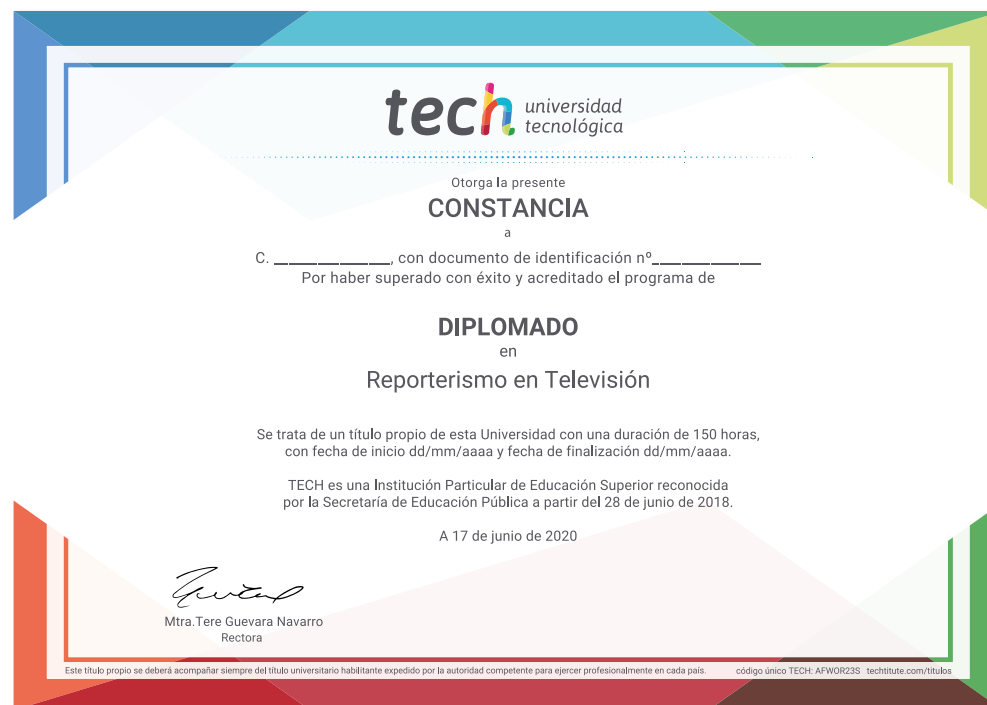 tech universidad
tecnológica
Otorga la presente
CONSTANCIA
a
C. ______________, con documento de identificación nº_____________
Por haber superado con éxito y acreditado el programa de
DIPLOMADO
en
Reporterismo en Televisión
Se trata de un título propio de esta Universidad con una duración de 150 horas,
con fecha de inicio dd/mm/aaaa y fecha de finalización dd/mm/aaaa.
TECH es una Institución Particular de Educación Superior reconocida
por la Secretaría de Educación Pública a partir del 28 de junio de 2018.
A 17 de junio de 2020
Mtra.Tere Guevara Navarro
Rectora
Este título propio se deberá acompañar siempre del título universitario habilitante expedido por la autoridad competente para ejercer profesionalmente en cada país. código único TECH: AFWOR23S techtitute.com/titulos